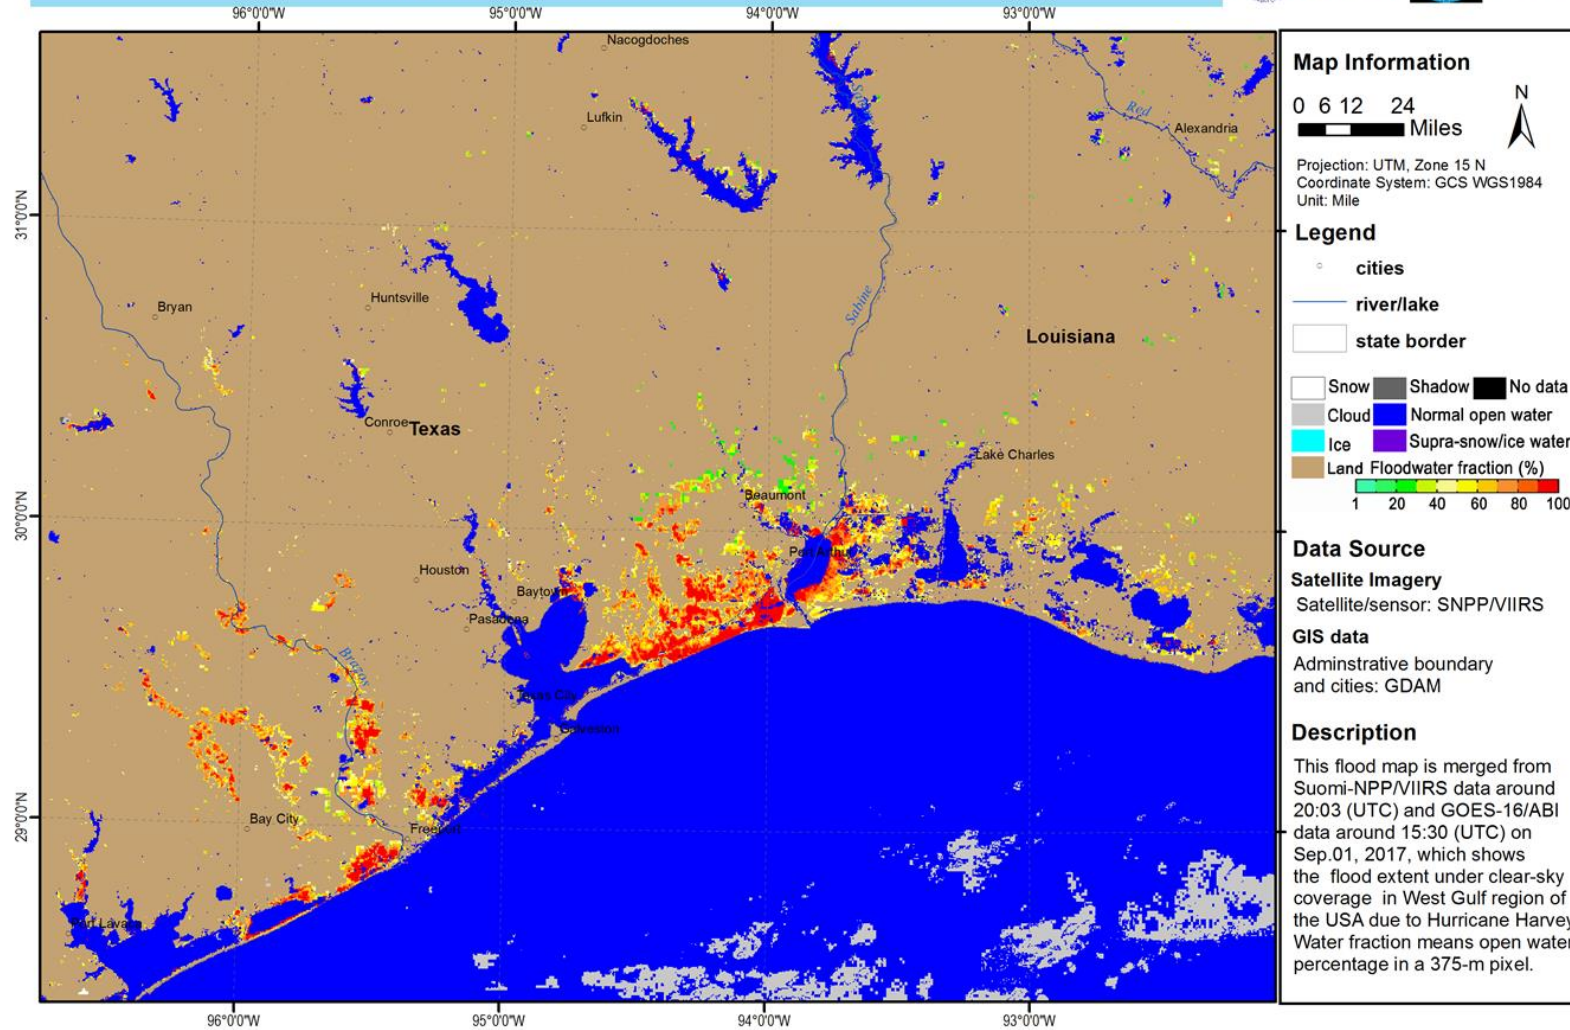 96°0'0"W 95°0'0"W 94°0'0"W 93°0'0"W
Nacogdoches
Lufkin
Red
Alexandria
31°0'0"N
Huntsville
Bryan
Sabine
Louisiana
Conroe
Texas
Lake Charles
Beaumont
30°0'0"N
Port Arthur
Houston
Baytown
Pasadena
Brazos
Texas City
Galveston
29°0'0"N
Bay City
Freeport
Port Lavaca
96°0'0"W 95°0'0"W 94°0'0"W 93°0'0"W
Map Information
N
0 6 12 24
Miles
Projection: UTM, Zone 15 N
Coordinate System: GCS WGS1984
Unit: Mile
Legend
cities
river/lake
state border
Snow Shadow No data
Cloud Normal open water
Ice Supra-snow/ice water
Land Floodwater fraction (%)
1 20 40 60 80 100
Data Source
Satellite Imagery
Satellite/sensor: SNPP/VIIRS
GIS data
Adminstrative boundary
and cities: GDAM
Description
This flood map is merged from
Suomi-NPP/VIIRS data around
20:03 (UTC) and GOES-16/ABI
data around 15:30 (UTC) on
Sep.01, 2017, which shows
the flood extent under clear-sky
coverage in West Gulf region of
the USA due to Hurricane Harvey
Water fraction means open water
percentage in a 375-m pixel.